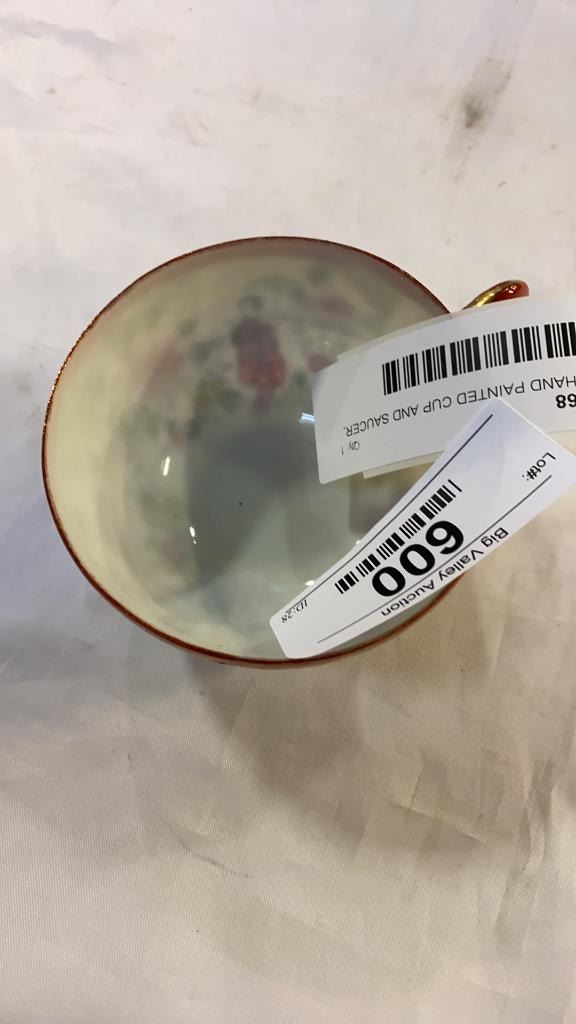 68
HAND PAINTED CUP AND SAUCER,
Qty 1
Big Valley Auction
Lot#:
600
ID:28